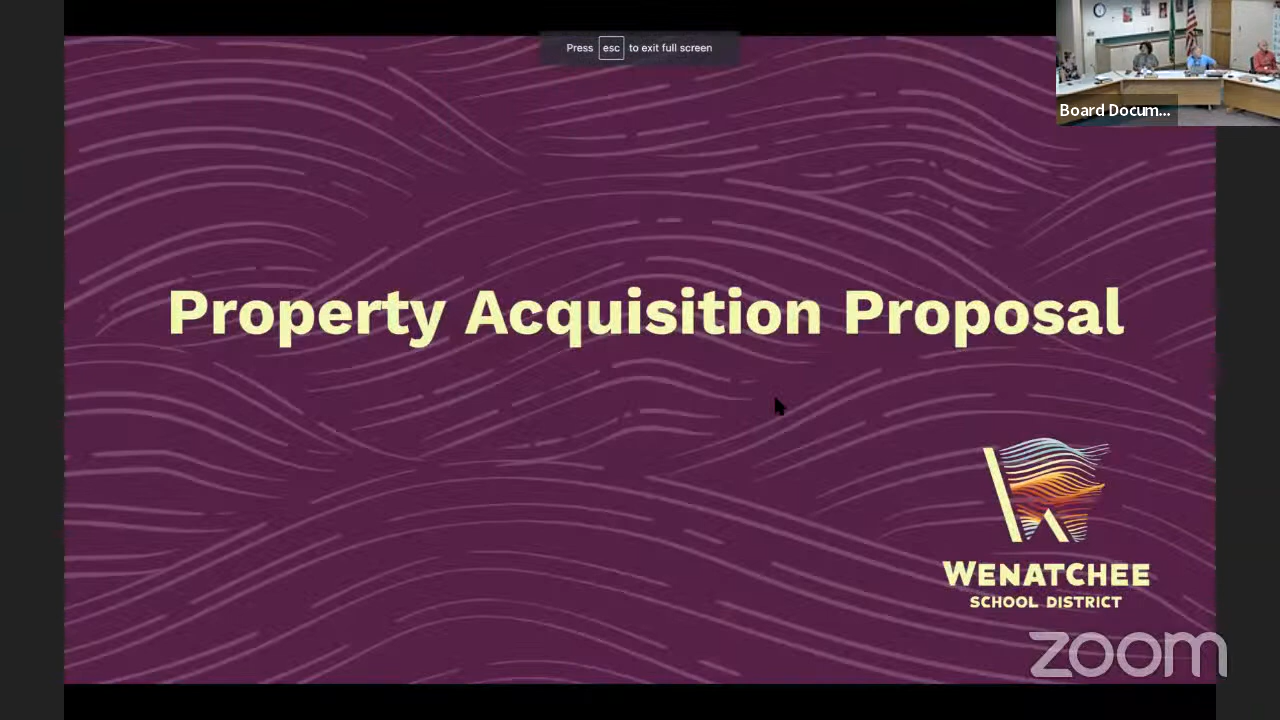 Press esc to exit full screen
Board Docum...
Property Acquisition Proposal
WENATCHEE
SCHOOL DISTRICT
zoom